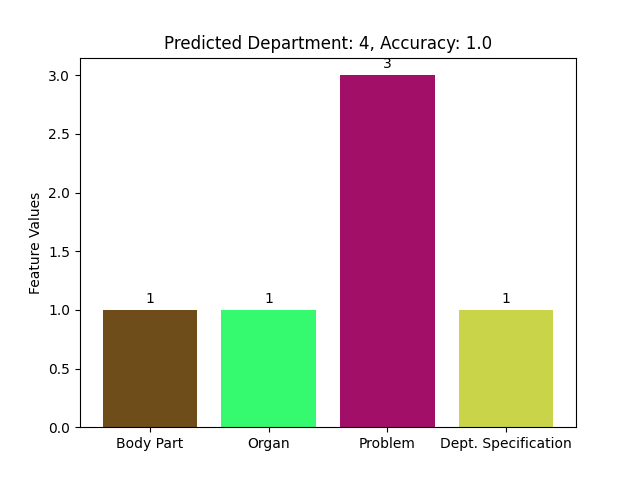 Predicted Department: 4, Accuracy: 1.0
3
3.0
2.5
2.0
1.5
1.0
0.5
0.0
Feature Values
1
1
1
Body Part
Organ
Problem
Dept. Specification